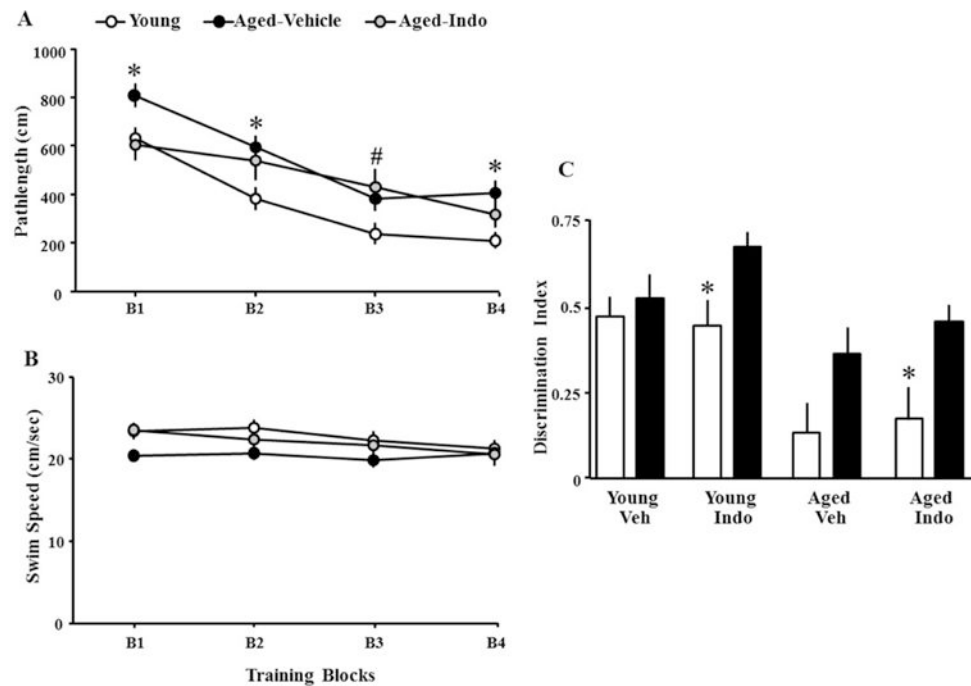 A
Young Aged-Vehicle Aged-Indo
1000
800
600
400
200
0
Pathlength (cm)
*
*
#
*
B1 B2 B3 B4
B
30
20
10
0
Swim Speed (cm/sec)
B1 B2 B3 B4
Training Blocks
C
0.75
0.5
0.25
0
Discrimination Index
*
*
Young Young Aged Aged
Veh Indo Veh Indo